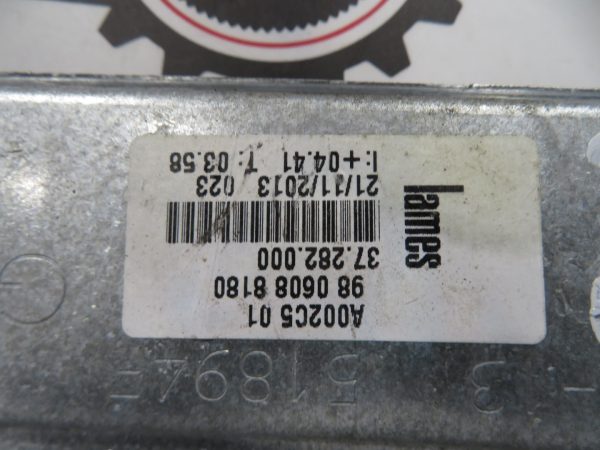 lames
A002C5 01
98 0608 8180
37.282.000
21/11/2013 023
I:+04.41 T: 03.58